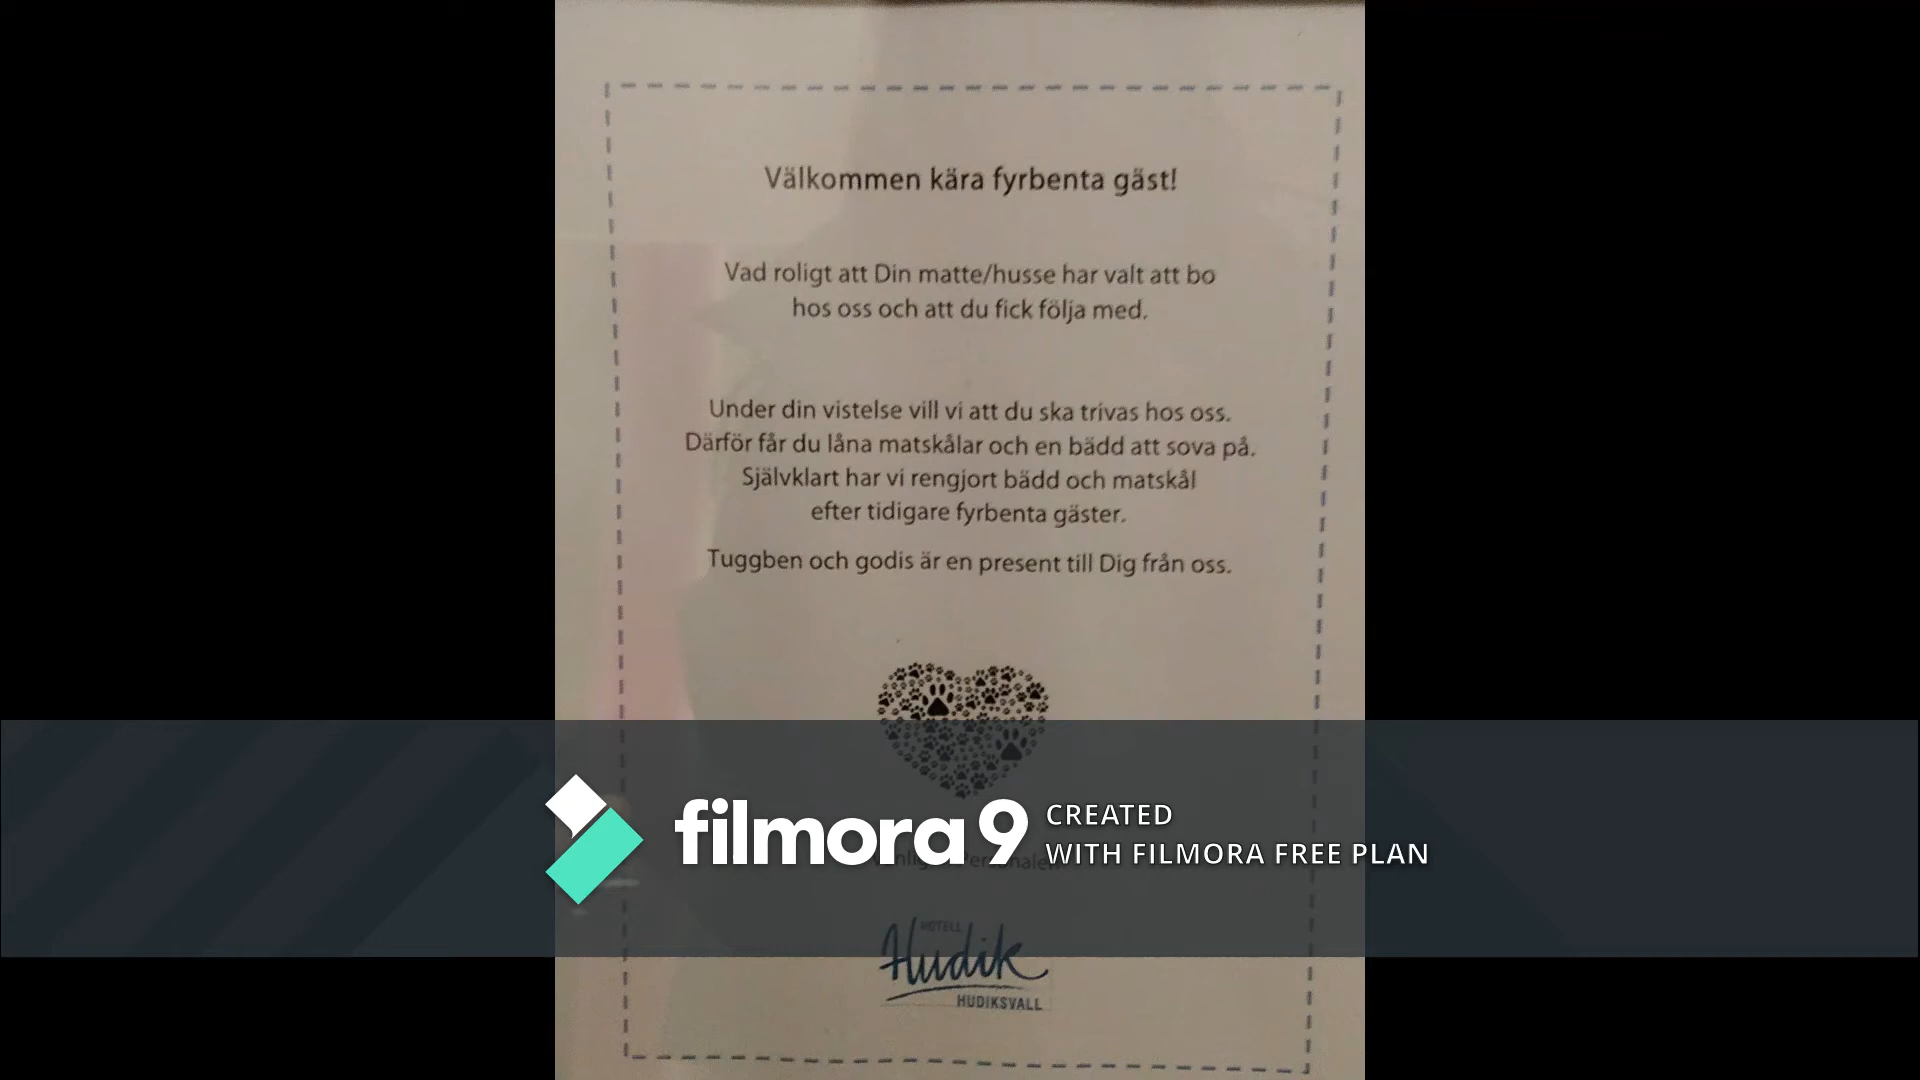 Välkommen kära fyrbenta gäst!
Vad roligt att Din matte/husse har valt att bo
hos oss och att du fick följa med.
Under din vistelse vill vi att du ska trivas hos oss.
Därför får du låna matskålar och en bädd att sova på.
Självklart har vi rengjort bädd och matskål
efter tidigare fyrbenta gäster.
Tuggben och godis är en present till Dig från oss.
filmora9 CREATED
WITH FILMORA FREE PLAN
HOTELL
Hudik
HUDIKSVALL